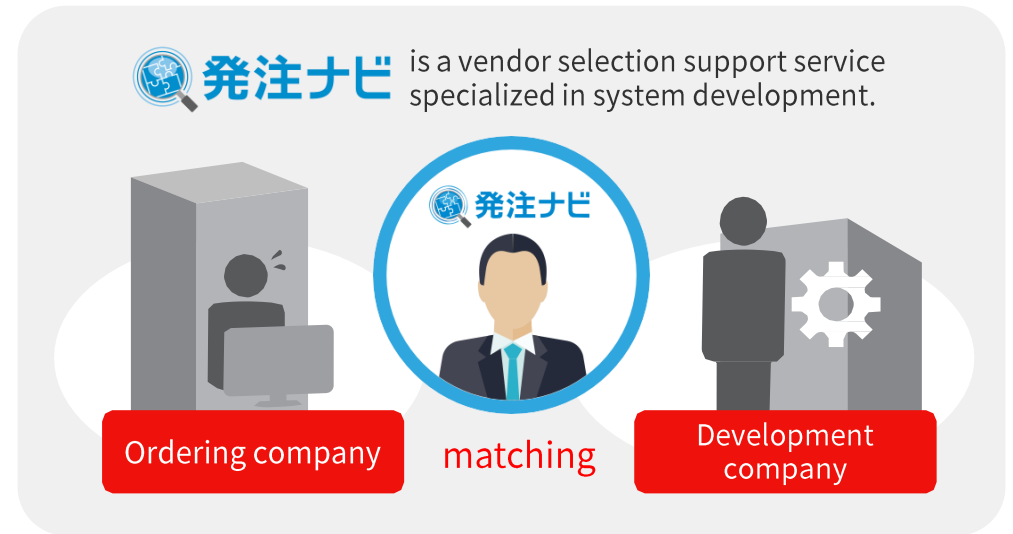 発注ナビ is a vendor selection support service
specialized in system development.
発注ナビ
Ordering company
matching
Development
company